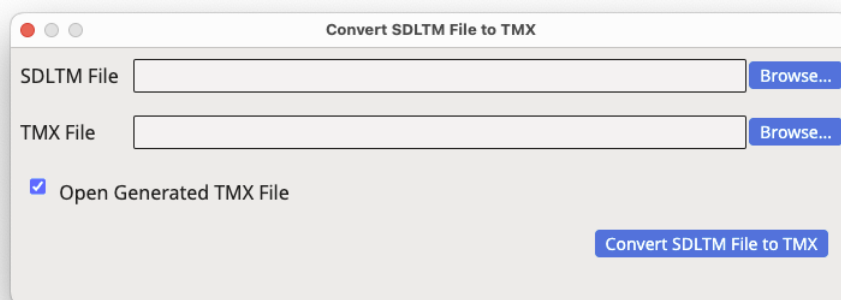 Convert SDLTM File to TMX
SDLTM File Browse...
TMX File Browse...
Open Generated TMX File
Convert SDLTM File to TMX